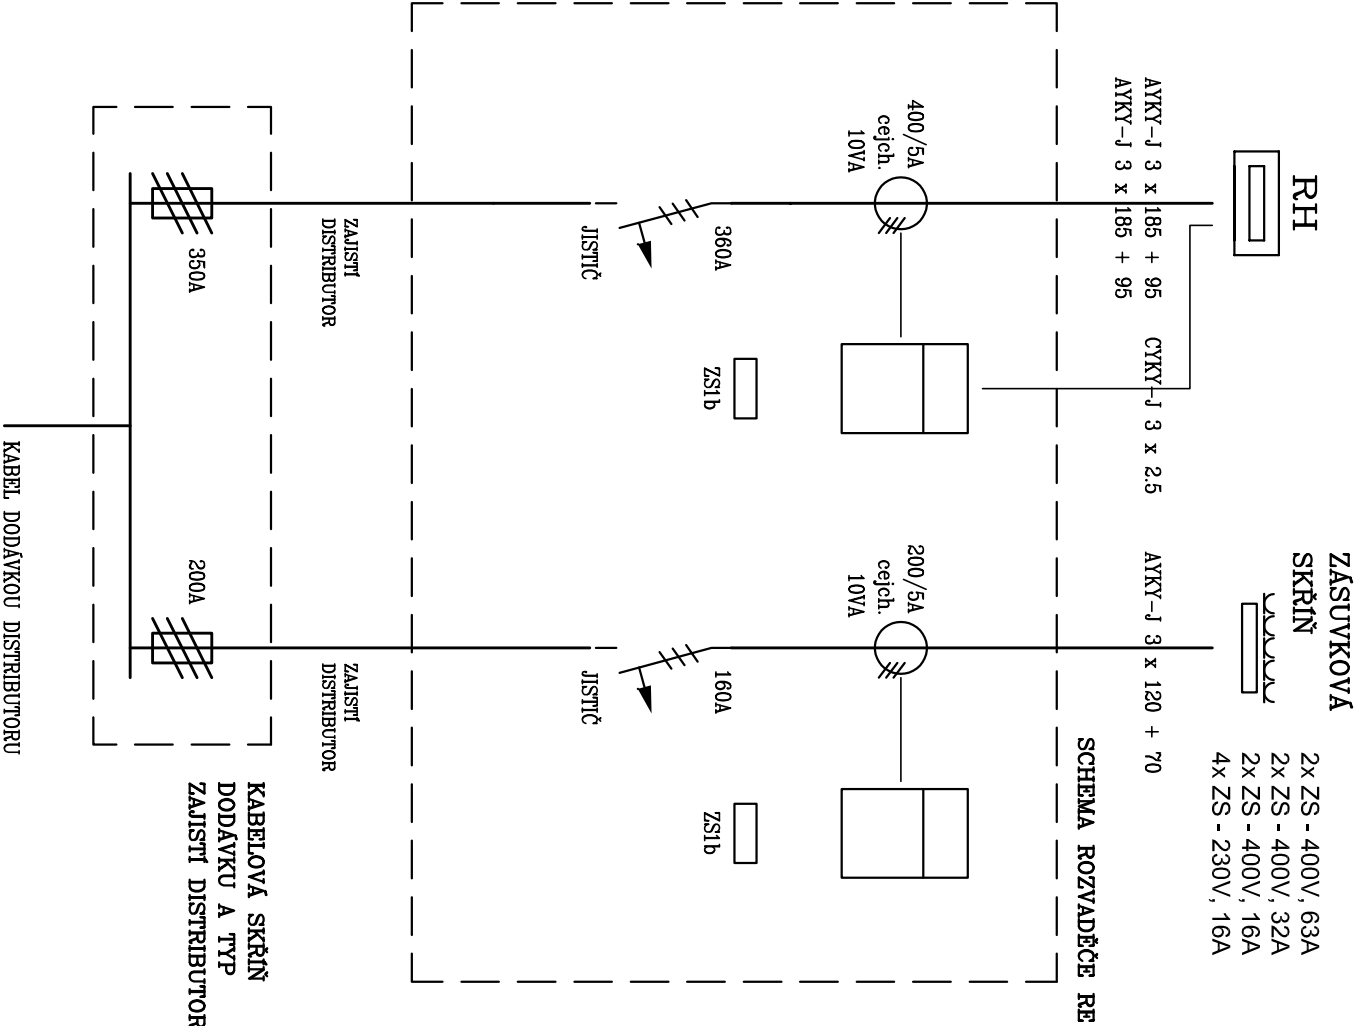 RH
ZÁSUVKOVÁ
SKŘÍŇ
2x ZS - 400V, 63A
2x ZS - 400V, 32A
2x ZS - 400V, 16A
4x ZS - 230V, 16A
AYKY-J 3 x 185 + 95
AYKY-J 3 x 185 + 95
CYKY-J 3 x 2.5
AYKY-J 3 x 120 + 70
SCHEMA ROZVADĚČE RE
400/5A
cejch.
10VA
200/5A
cejch.
10VA
360A
ZS1b
160A
ZS1b
JISTIČ
JISTIČ
ZAJISTÍ
DISTRIBUTOR
ZAJISTÍ
DISTRIBUTOR
350A
200A
KABELOVÁ SKŘÍŇ
DODÁVKU A TYP
ZAJISTÍ DISTRIBUTOR
KABEL DODÁVKOU DISTRIBUTORU